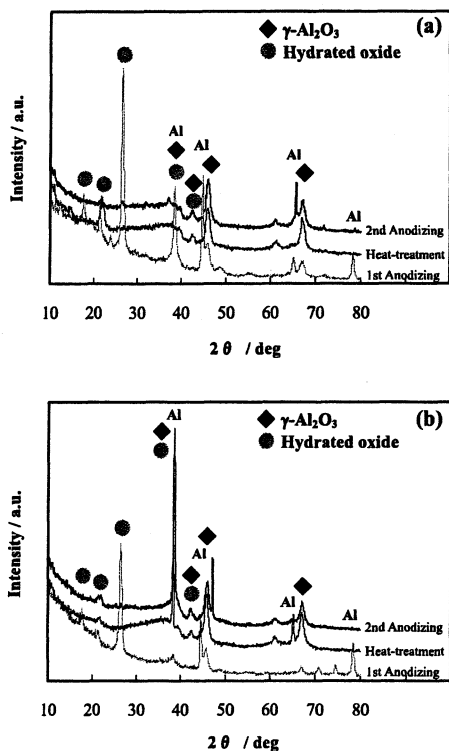 (a)
γ-Al₂O₃
Hydrated oxide
Intensity / a.u.
Al
Al
Al
Al
2nd Anodizing
Heat-treatment
1st Anodizing
10 20 30 40 50 60 70 80
2 θ / deg
(b)
γ-Al₂O₃
Hydrated oxide
Intensity / a.u.
Al
Al
Al
Al
2nd Anodizing
Heat-treatment
1st Anodizing
10 20 30 40 50 60 70 80
2 θ / deg